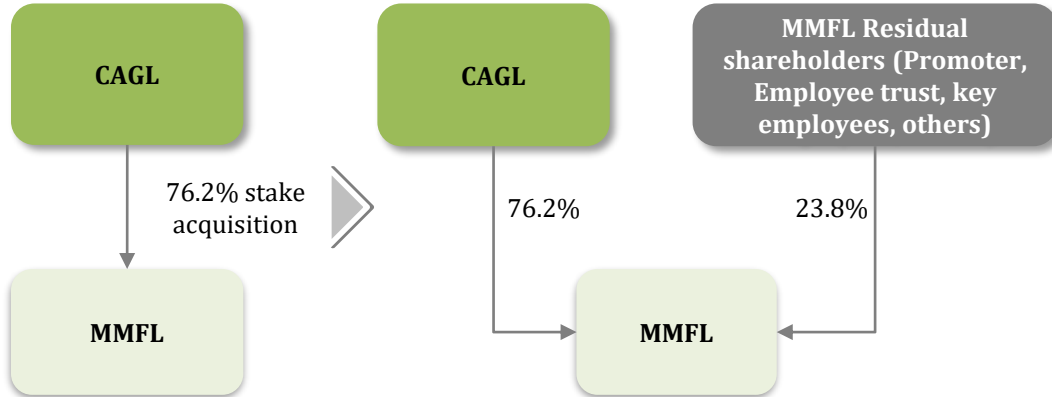 CAGL
76.2% stake
acquisition
MMFL
CAGL
MMFL Residual
shareholders (Promoter,
Employee trust, key
employees, others)
76.2%
23.8%
MMFL